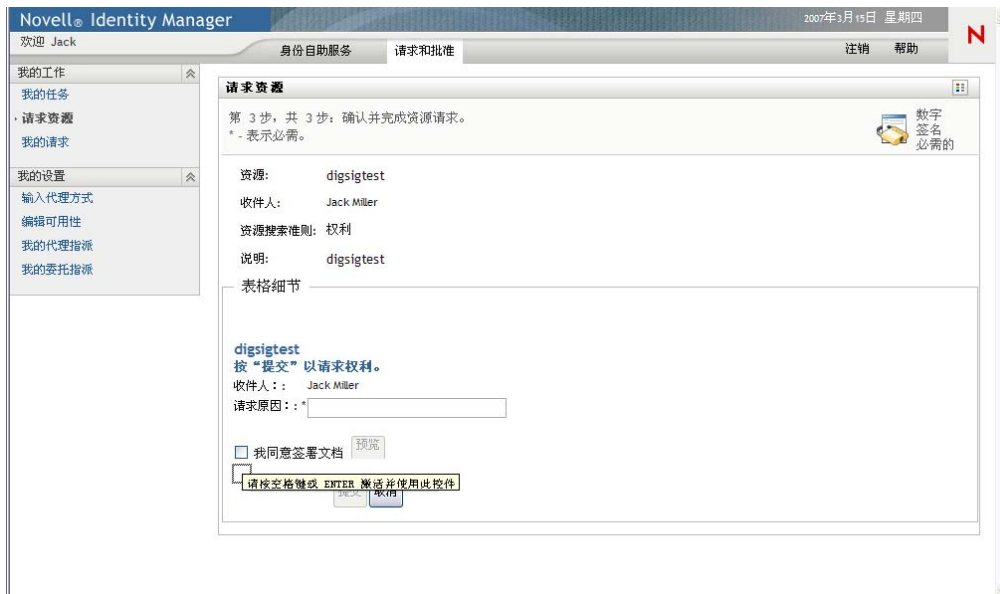 Novell® Identity Manager
2007年3月15日 星期四
N
欢迎 Jack
身份自助服务
请求和批准
注销
帮助
我的工作
我的任务
请求资源
我的请求
我的设置
输入代理方式
编辑可用性
我的代理指派
我的委托指派
请求资源
第 3步，共 3步：确认并完成资源请求。
* - 表示必需。
数字
签名
必需的
资源: digsigtest
收件人: Jack Miller
资源搜索准则: 权利
说明: digsigtest
表格细节
digsigtest
按“提交”以请求权利。
收件人：: Jack Miller
请求原因：: *
我同意签署文档 预览
请按空格键或 ENTER 激活并使用此控件
提交 取消